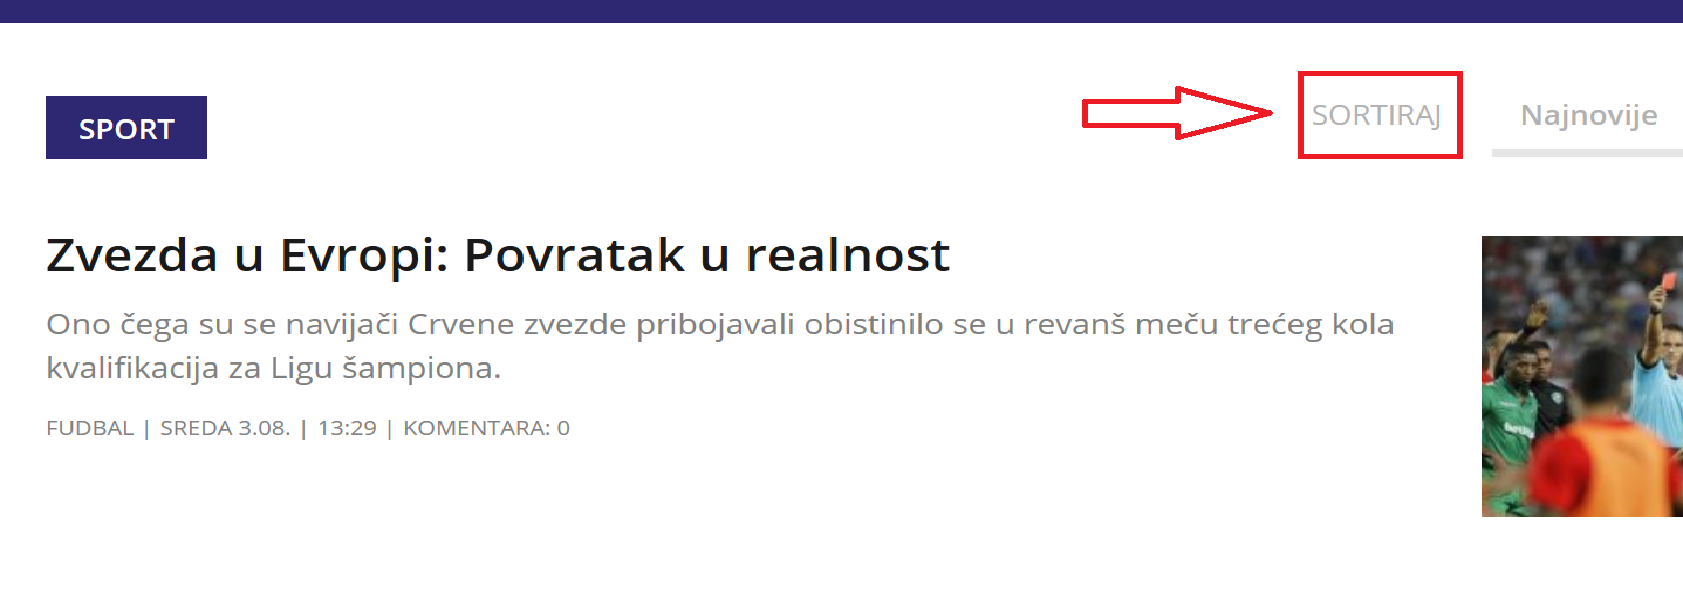 SPORT
SORTIRAJ
Najnovije
Zvezda u Evropi: Povratak u realnost
Ono čega su se navijači Crvene zvezde pribojavali obistinilo se u revanš meču trećeg kola
kvalifikacija za Ligu šampiona.
FUDBAL | SREDA 3.08. | 13:29 | KOMENTARA: 0